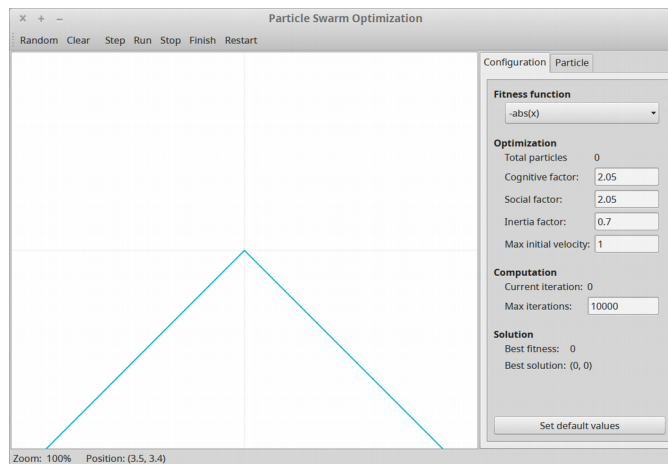 × + – Particle Swarm Optimization
Random Clear Step Run Stop Finish Restart
Configuration Particle
Fitness function
-abs(x)
Optimization
Total particles 0
Cognitive factor: 2.05
Social factor: 2.05
Inertia factor: 0.7
Max initial velocity: 1
Computation
Current iteration: 0
Max iterations: 10000
Solution
Best fitness: 0
Best solution: (0, 0)
Set default values
Zoom: 100% Position: (3.5, 3.4)